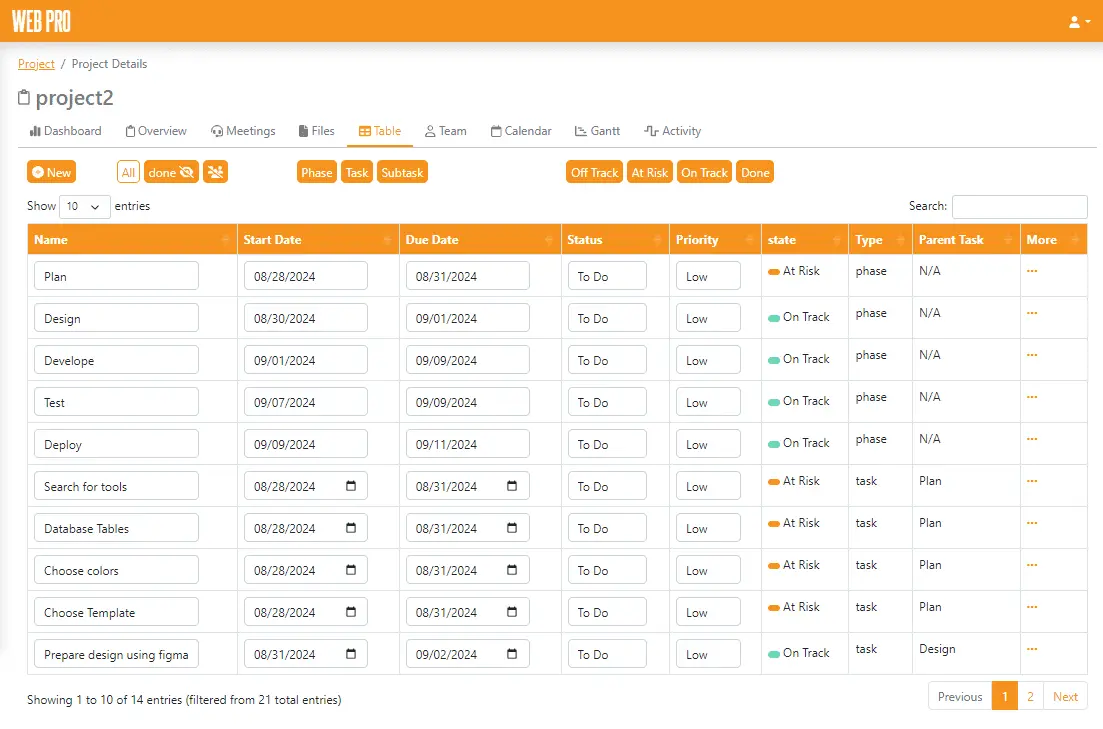 WEB PRO
Project / Project Details
project2
Dashboard Overview Meetings Files Table Team Calendar Gantt Activity
New All done Phase Task Subtask Off Track At Risk On Track Done
Show 10 entries Search:
Name Start Date Due Date Status Priority state Type Parent Task More
Plan 08/28/2024 08/31/2024 To Do Low At Risk phase N/A ...
Design 08/30/2024 09/01/2024 To Do Low On Track phase N/A ...
Develope 09/01/2024 09/09/2024 To Do Low On Track phase N/A ...
Test 09/07/2024 09/09/2024 To Do Low On Track phase N/A ...
Deploy 09/09/2024 09/11/2024 To Do Low On Track phase N/A ...
Search for tools 08/28/2024 08/31/2024 To Do Low At Risk task Plan ...
Database Tables 08/28/2024 08/31/2024 To Do Low At Risk task Plan ...
Choose colors 08/28/2024 08/31/2024 To Do Low At Risk task Plan ...
Choose Template 08/28/2024 08/31/2024 To Do Low At Risk task Plan ...
Prepare design using figma 08/31/2024 09/02/2024 To Do Low On Track task Design ...
Showing 1 to 10 of 14 entries (filtered from 21 total entries) Previous 1 2 Next